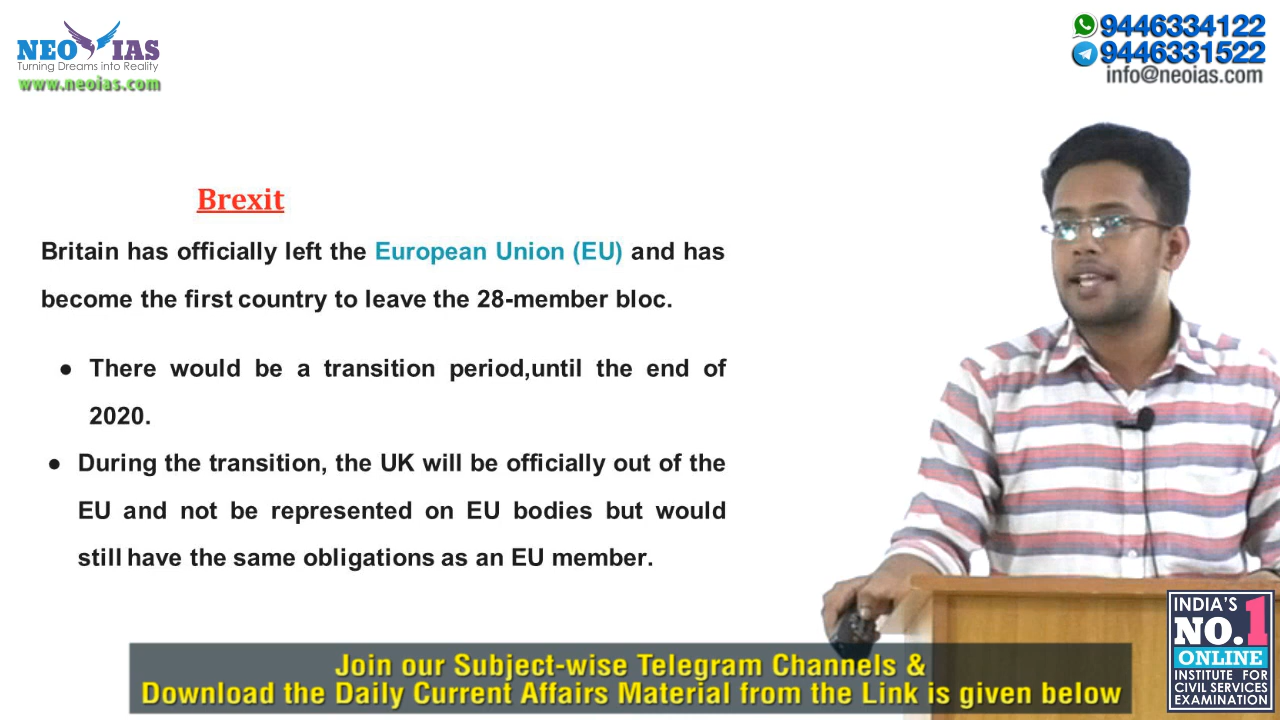 NEO IAS
Turning Dreams into Reality
www.neoias.com
9446334122
9446331522
info@neoias.com
Brexit
Britain has officially left the European Union (EU) and has
become the first country to leave the 28-member bloc.
● There would be a transition period,until the end of
2020.
● During the transition, the UK will be officially out of the
EU and not be represented on EU bodies but would
still have the same obligations as an EU member.
INDIA'S
NO.1
ONLINE
INSTITUTE FOR
CIVIL SERVICES
EXAMINATION
Join our Subject-wise Telegram Channels &
Download the Daily Current Affairs Material from the Link is given below